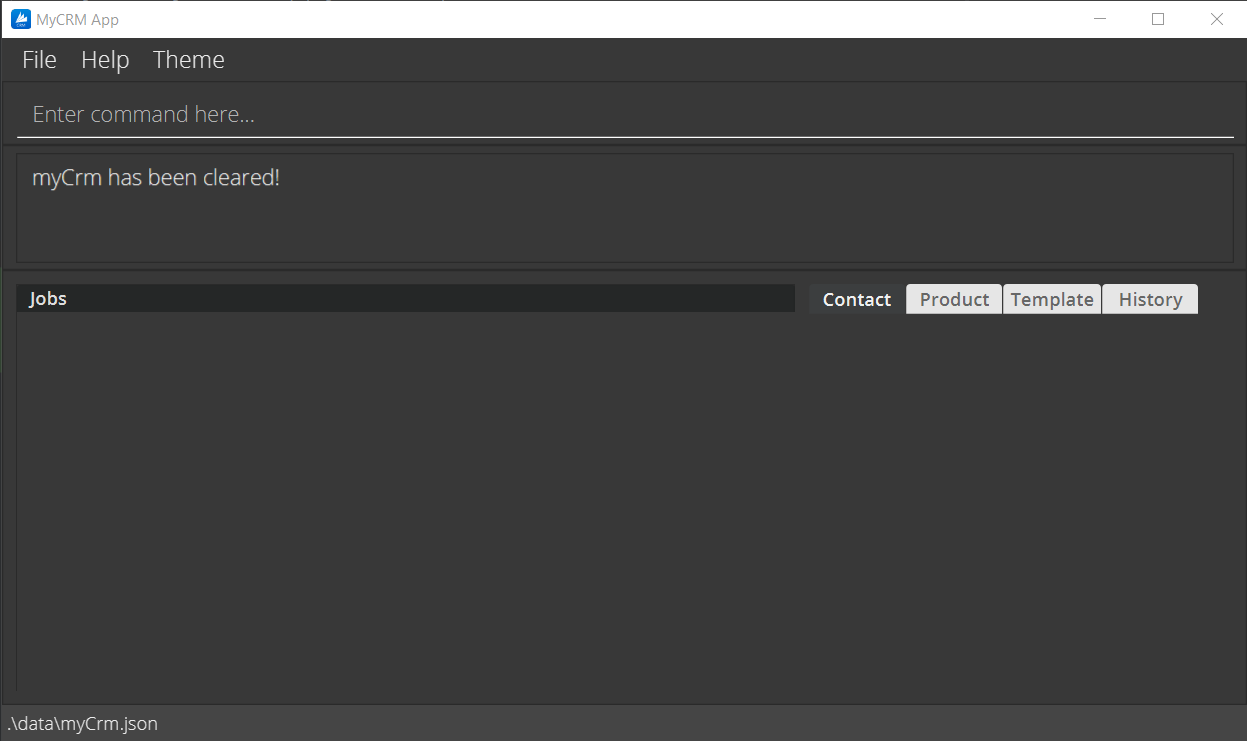 MyCRM App
File Help Theme
Enter command here...
myCrm has been cleared!
Jobs
Contact Product Template History
.\data\myCrm.json